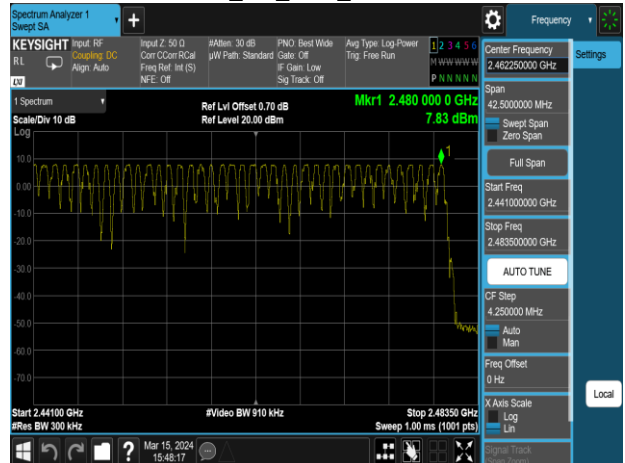 Spectrum Analyzer 1
Swept SA
+
Frequency
KEYSIGHT
RL
LXI
Input: RF
Coupling: DC
Align: Auto
Input Z: 50 Ω
Corr CCorr RCal
Freq Ref: Int (S)
NFE: Off
#Atten: 30 dB
µW Path: Standard
PNO: Best Wide
Gate: Off
IF Gain: Low
Sig Track: Off
Avg Type: Log-Power
Trig: Free Run
1 2 3 4 5 6
M W W W W W
P N N N N N
1 Spectrum
Scale/Div 10 dB
Log
Ref Lvl Offset 0.70 dB
Ref Level 20.00 dBm
Mkr1 2.480 000 0 GHz
7.83 dBm
1
10.0
0.00
-10.0
-20.0
-30.0
-40.0
-50.0
-60.0
-70.0
Start 2.44100 GHz
#Res BW 300 kHz
#Video BW 910 kHz
Stop 2.48350 GHz
Sweep 1.00 ms (1001 pts)
Mar 15, 2024
15:48:17
?
Center Frequency
2.462250000 GHz
Settings
Span
42.5000000 MHz
Swept Span
Zero Span
Full Span
Start Freq
2.441000000 GHz
Stop Freq
2.483500000 GHz
AUTO TUNE
CF Step
4.250000 MHz
Auto
Man
Freq Offset
0 Hz
X Axis Scale
Log
Lin
Local
Signal Track
(Span Zoom)